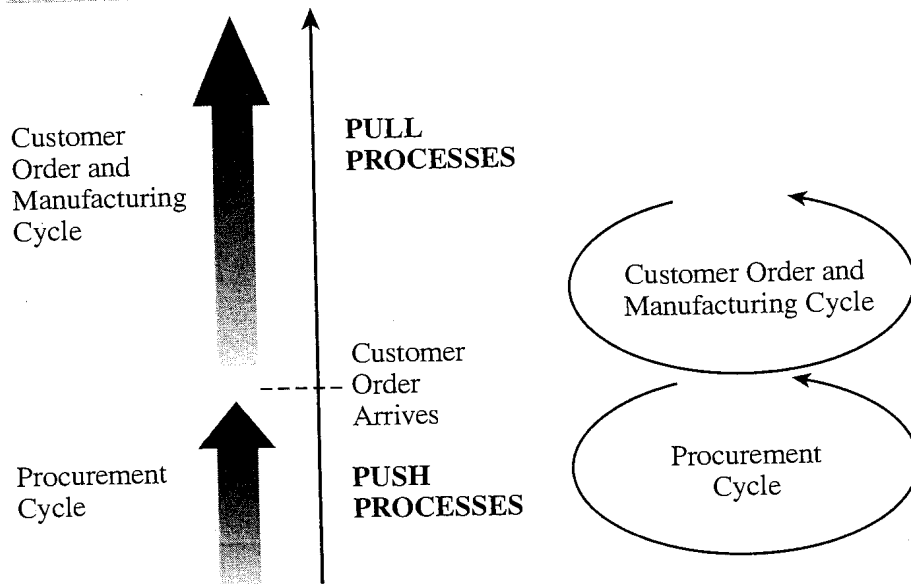 Customer
Order and
Manufacturing
Cycle
PULL
PROCESSES
Customer Order and
Manufacturing Cycle
Customer
Order
Arrives
Procurement
Cycle
PUSH
PROCESSES
Procurement
Cycle